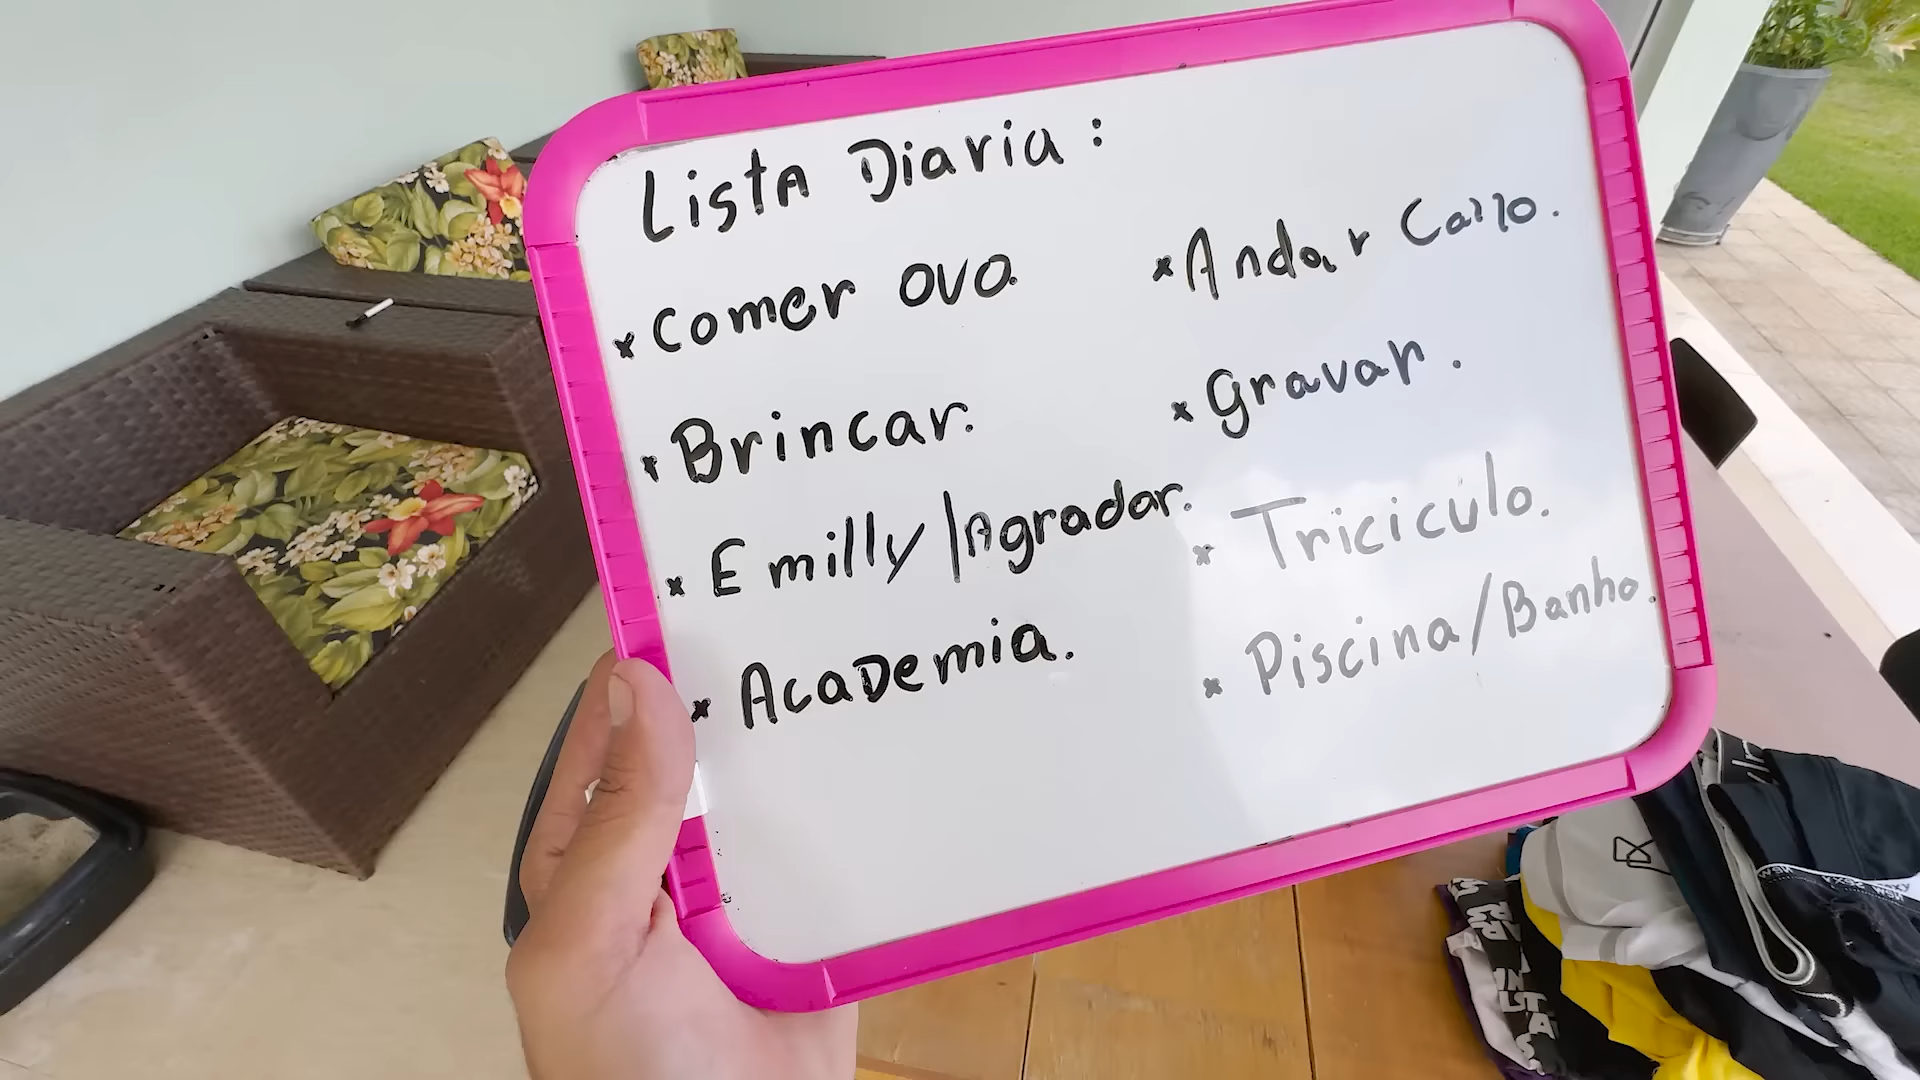 Lista Diaria :
* Comer ovo.
* Brincar.
* Emilly / Agradar.
* Academia.
* Andar Carro.
* Gravar.
* Triciculo.
* Piscina/Banho.